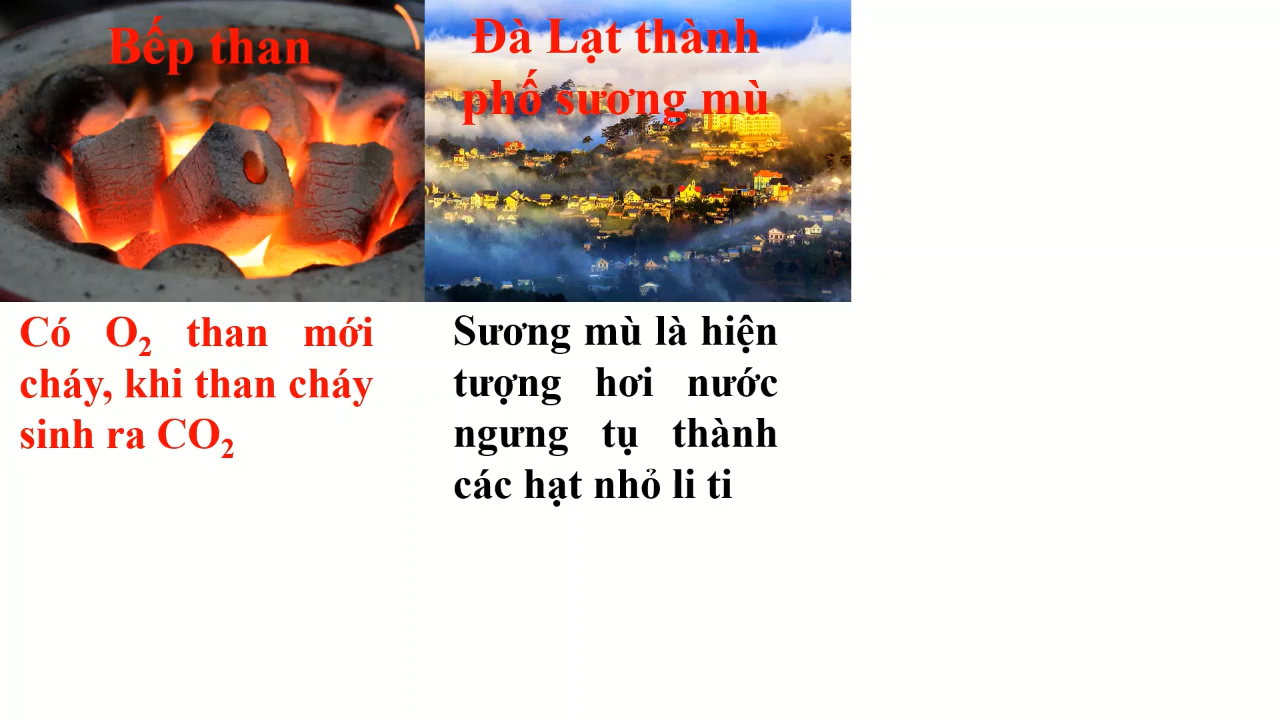 Bếp than
Đà Lạt thành
phố sương mù
Có O₂ than mới
cháy, khi than cháy
sinh ra CO₂
Sương mù là hiện
tượng hơi nước
ngưng tụ thành
các hạt nhỏ li ti